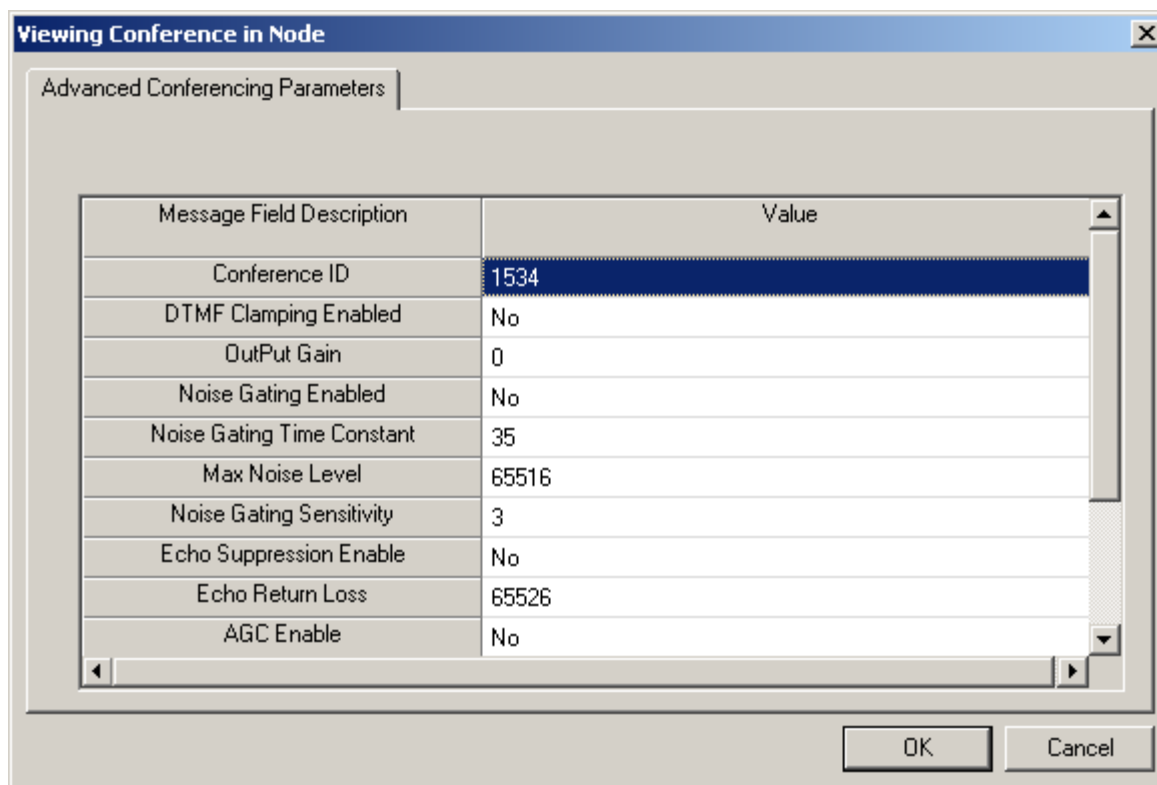 Viewing Conference in Node
Advanced Conferencing Parameters
Message Field Description Value
Conference ID 1534
DTMF Clamping Enabled No
OutPut Gain 0
Noise Gating Enabled No
Noise Gating Time Constant 35
Max Noise Level 65516
Noise Gating Sensitivity 3
Echo Suppression Enable No
Echo Return Loss 65526
AGC Enable No
OK Cancel